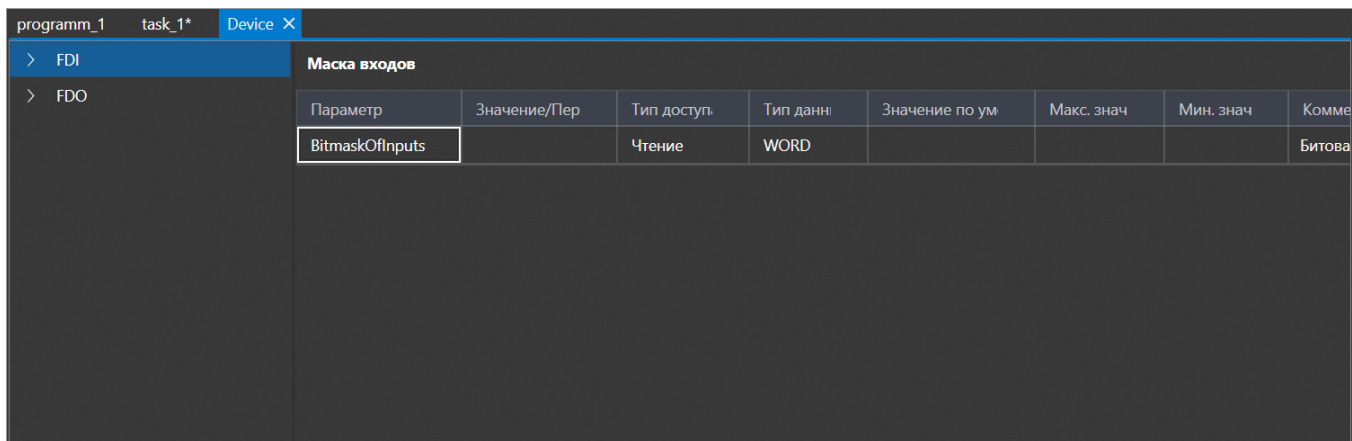 programm_1 task_1* Device
FDI
FDO
Маска входов
Параметр Значение/Пер Тип доступ Тип данн Значение по ум Макс. знач Мин. знач Комме
BitmaskOfInputs Чтение WORD Битова